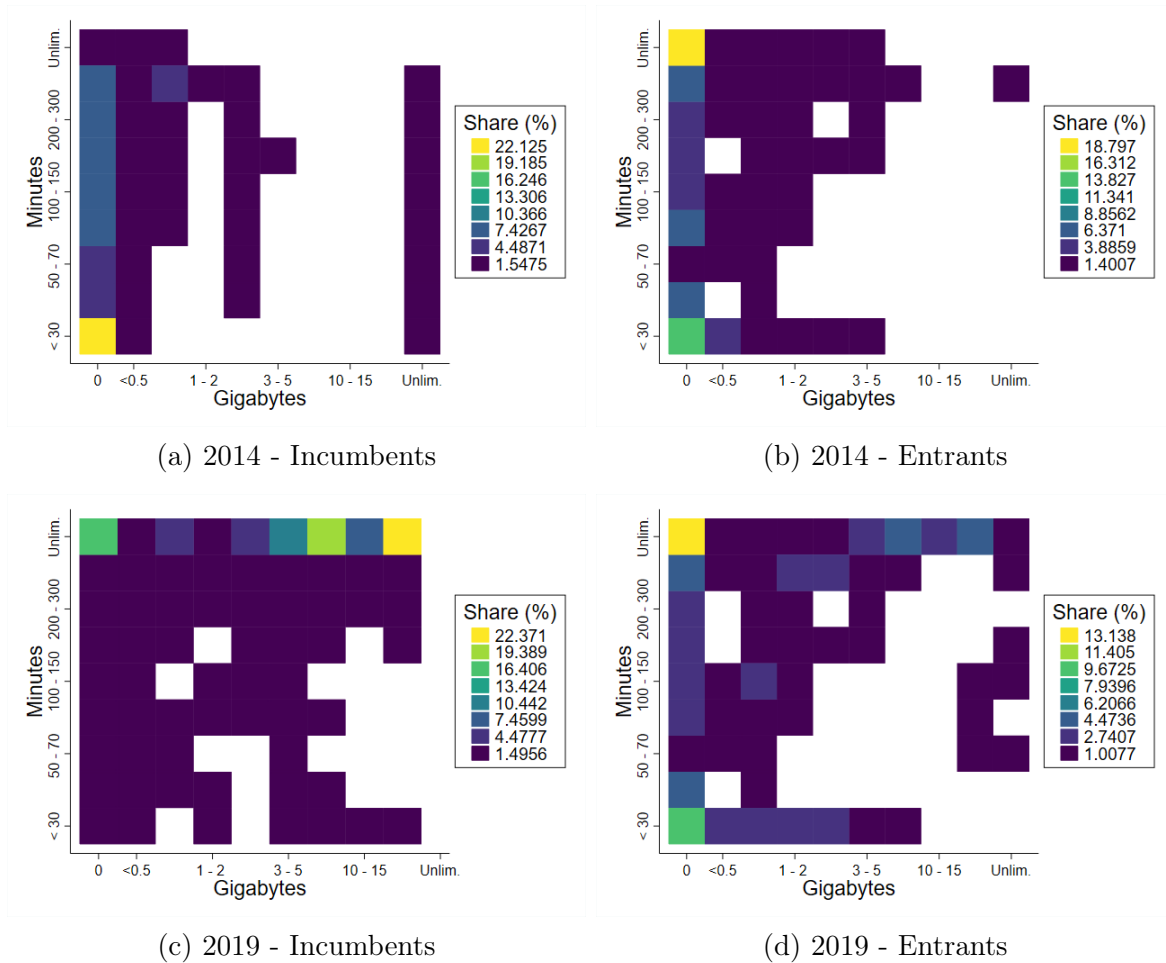 Unlim.
200 - 300
100 - 150
50 - 70
< 30
Minutes
0 <0.5 1 - 2 3 - 5 10 - 15 Unlim.
Gigabytes
Share (%)
22.125
19.185
16.246
13.306
10.366
7.4267
4.4871
1.5475
(a) 2014 - Incumbents
Unlim.
200 - 300
100 - 150
50 - 70
< 30
Minutes
0 <0.5 1 - 2 3 - 5 10 - 15 Unlim.
Gigabytes
Share (%)
18.797
16.312
13.827
11.341
8.8562
6.371
3.8859
1.4007
(b) 2014 - Entrants
Unlim.
200 - 300
100 - 150
50 - 70
< 30
Minutes
0 <0.5 1 - 2 3 - 5 10 - 15 Unlim.
Gigabytes
Share (%)
22.371
19.389
16.406
13.424
10.442
7.4599
4.4777
1.4956
(c) 2019 - Incumbents
Unlim.
200 - 300
100 - 150
50 - 70
< 30
Minutes
0 <0.5 1 - 2 3 - 5 10 - 15 Unlim.
Gigabytes
Share (%)
13.138
11.405
9.6725
7.9396
6.2066
4.4736
2.7407
1.0077
(d) 2019 - Entrants